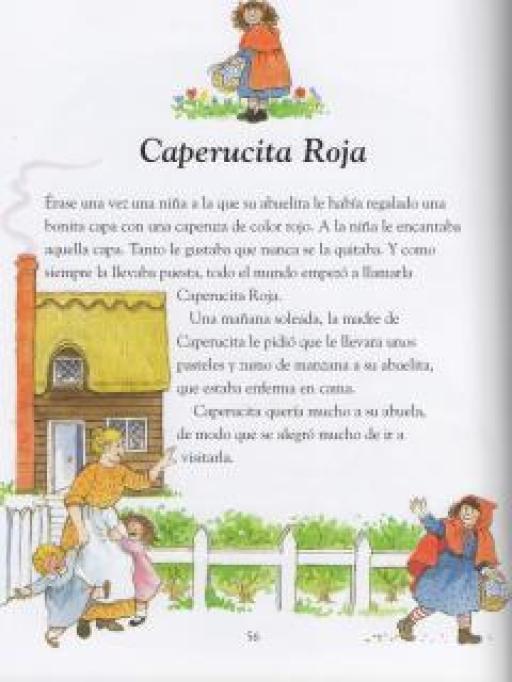 Caperucita Roja
Érase una vez una niña a la que su abuelita le había regalado una
bonita capa con una caperuza de color rojo. A la niña le encantaba
aquella capa. Tanto le gustaba que nunca se la quitaba. Y como
siempre la llevaba puesta, todo el mundo empezó a llamarla
Caperucita Roja.
Una mañana soleada, la madre de
Caperucita le pidió que le llevara unos
pasteles y zumo de manzana a su abuelita,
que estaba enferma en cama.
Caperucita quería mucho a su abuela,
de modo que se alegró mucho de ir a
visitarla.
56